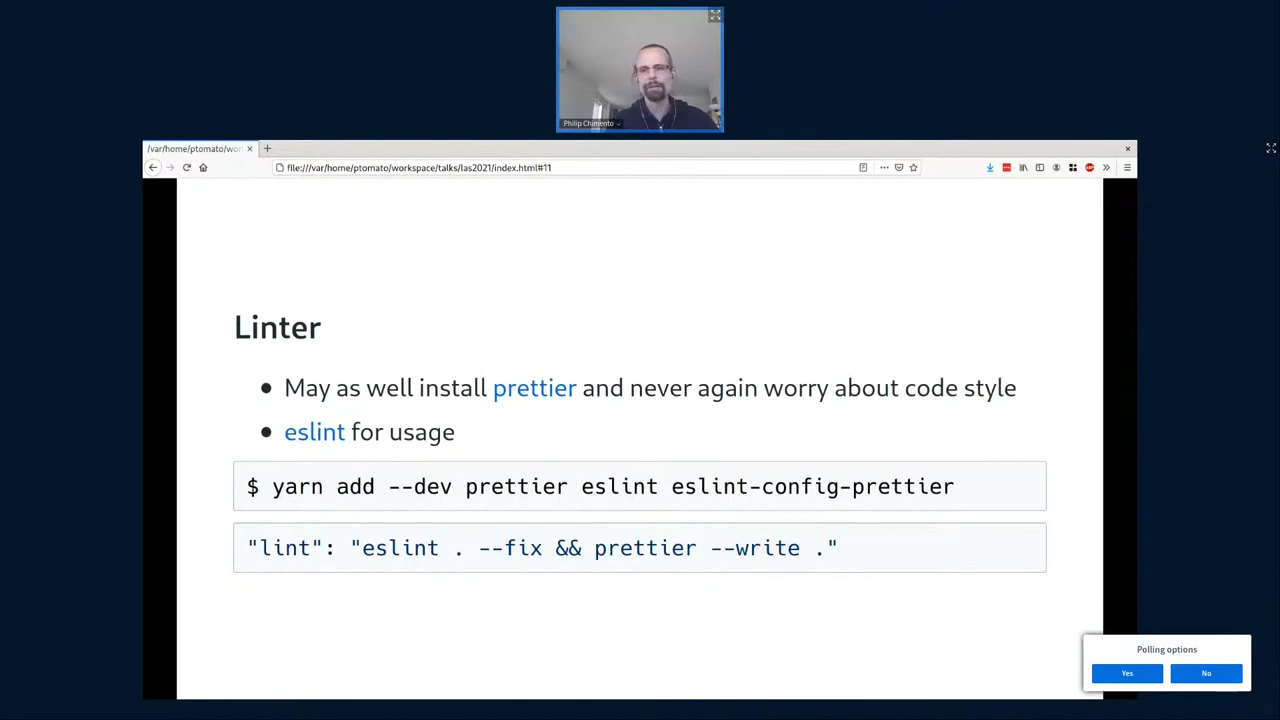 Philip Chimento
/var/home/ptomato/wor
file:///var/home/ptomato/workspace/talks/las2021/index.html#11
Linter
May as well install prettier and never again worry about code style
eslint for usage
$ yarn add --dev prettier eslint eslint-config-prettier
"lint": "eslint . --fix && prettier --write ."
Polling options
Yes
No